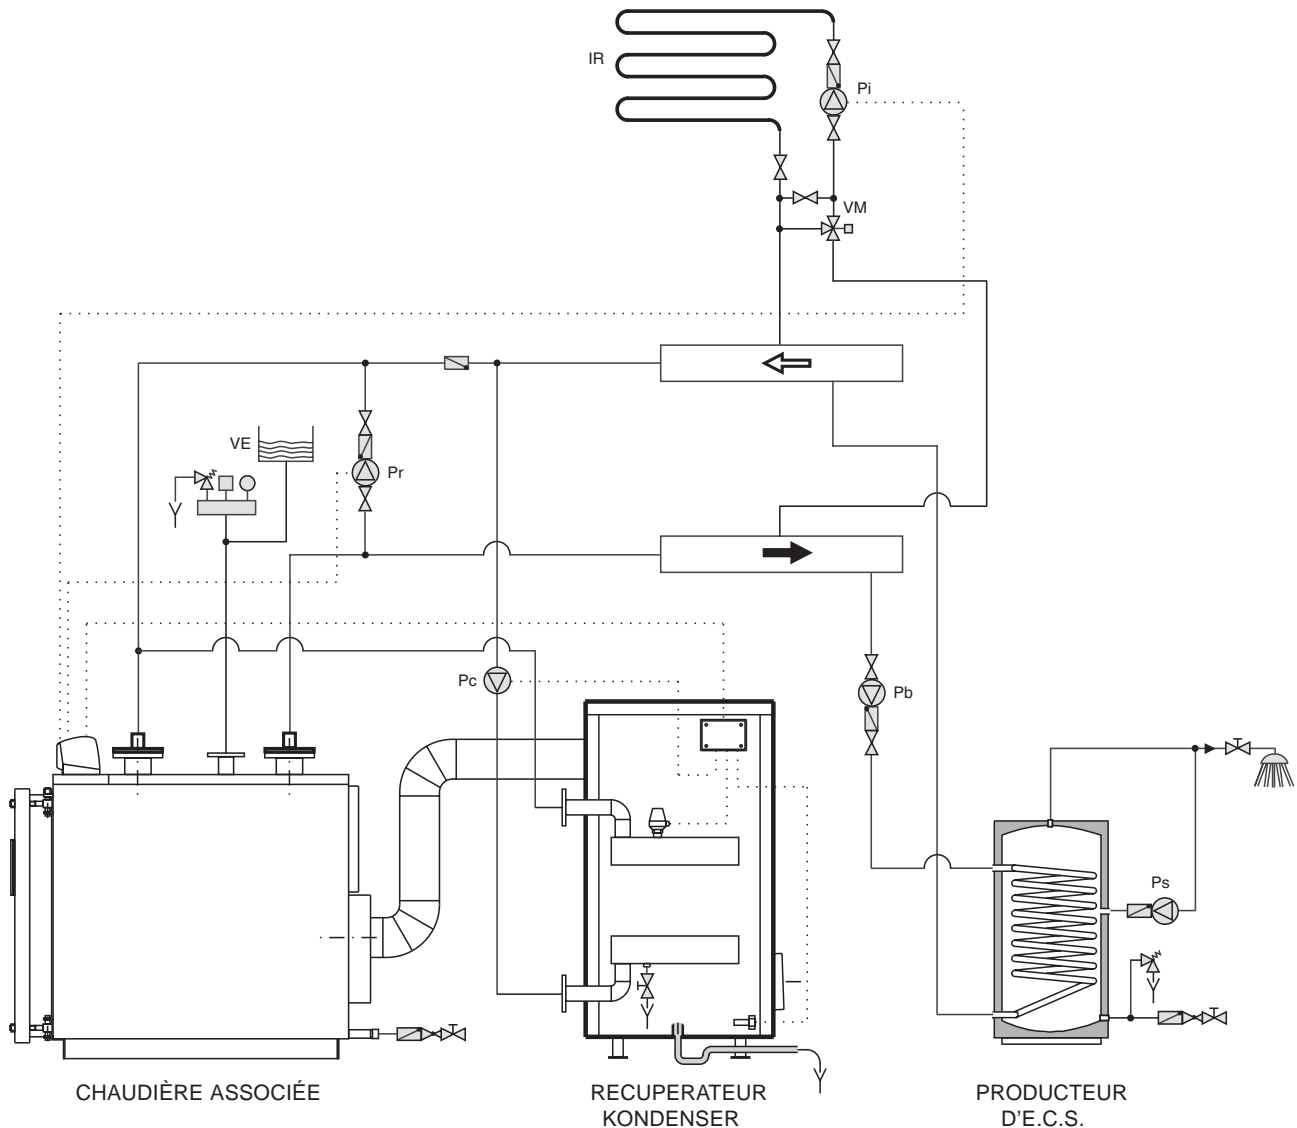 IR
Pi
VM
VE
Pr
Pc
Pb
Ps
CHAUDIÈRE ASSOCIÉE
RECUPERATEUR
KONDENSER
PRODUCTEUR
D'E.C.S.